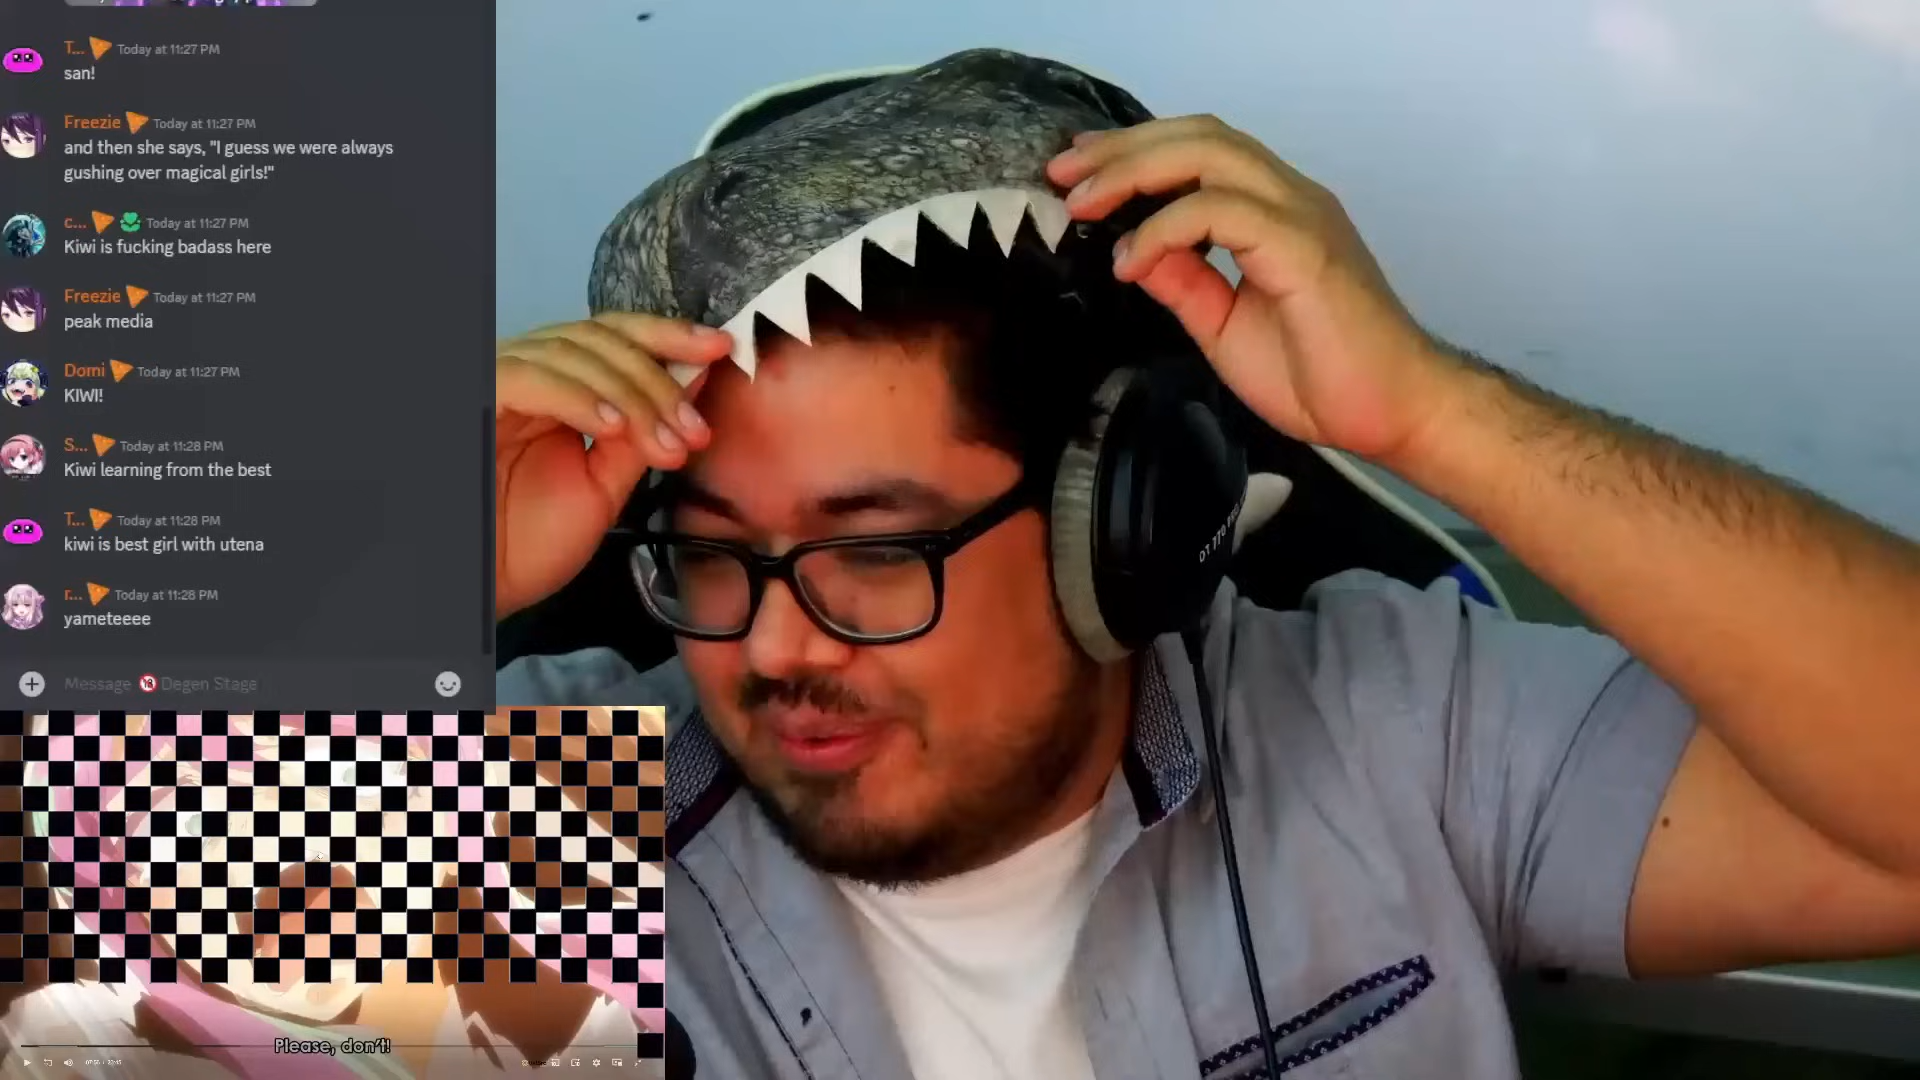 T... Today at 11:27 PM
san!
Freezie Today at 11:27 PM
and then she says, "I guess we were always
gushing over magical girls!"
c... Today at 11:27 PM
Kiwi is fucking badass here
Freezie Today at 11:27 PM
peak media
Domi Today at 11:27 PM
KIWI!
S... Today at 11:28 PM
Kiwi learning from the best
T... Today at 11:28 PM
kiwi is best girl with utena
r... Today at 11:28 PM
yameteeee
Message 🔞 Degen Stage
DT 770 PRO
Please, don't!